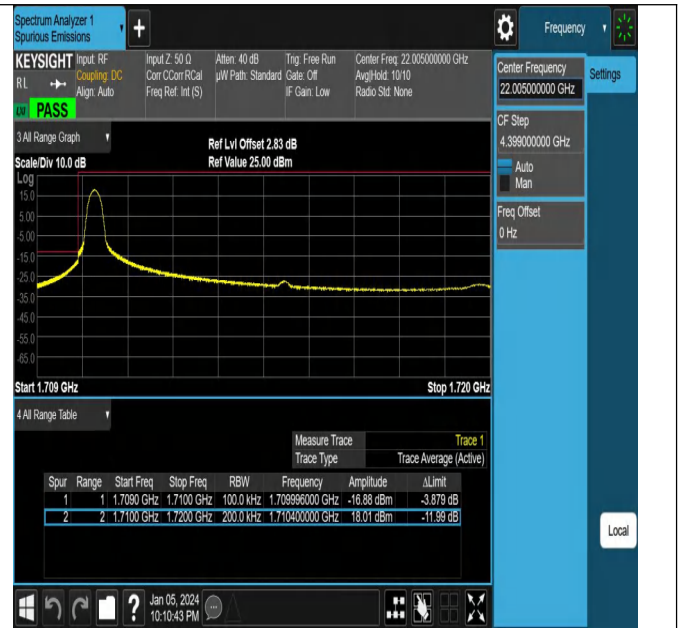 Spectrum Analyzer 1
Spurious Emissions
Frequency
KEYSIGHT Input: RF Input Z: 50 Ω Atten: 40 dB Trig: Free Run Center Freq: 22.005000000 GHz
RL Coupling: DC Corr CCorr RCal µW Path: Standard Gate: Off Avg|Hold: 10/10
Align: Auto Freq Ref: Int (S) IF Gain: Low Radio Std: None
PASS
Center Frequency
22.005000000 GHz
Settings
CF Step
4.399000000 GHz
Auto
Man
Freq Offset
0 Hz
3 All Range Graph
Ref Lvl Offset 2.83 dB
Scale/Div 10.0 dB Ref Value 25.00 dBm
Log
15.0
5.00
-5.00
-15.0
-25.0
-35.0
-45.0
-55.0
-65.0
Start 1.709 GHz Stop 1.720 GHz
4 All Range Table
Measure Trace Trace 1
Trace Type Trace Average (Active)
Spur Range Start Freq Stop Freq RBW Frequency Amplitude ΔLimit
1 1 1.7090 GHz 1.7100 GHz 100.0 kHz 1.709996000 GHz -16.88 dBm -3.879 dB
2 2 1.7100 GHz 1.7200 GHz 200.0 kHz 1.710400000 GHz 18.01 dBm -11.99 dB
Local
Jan 05, 2024
10:10:43 PM